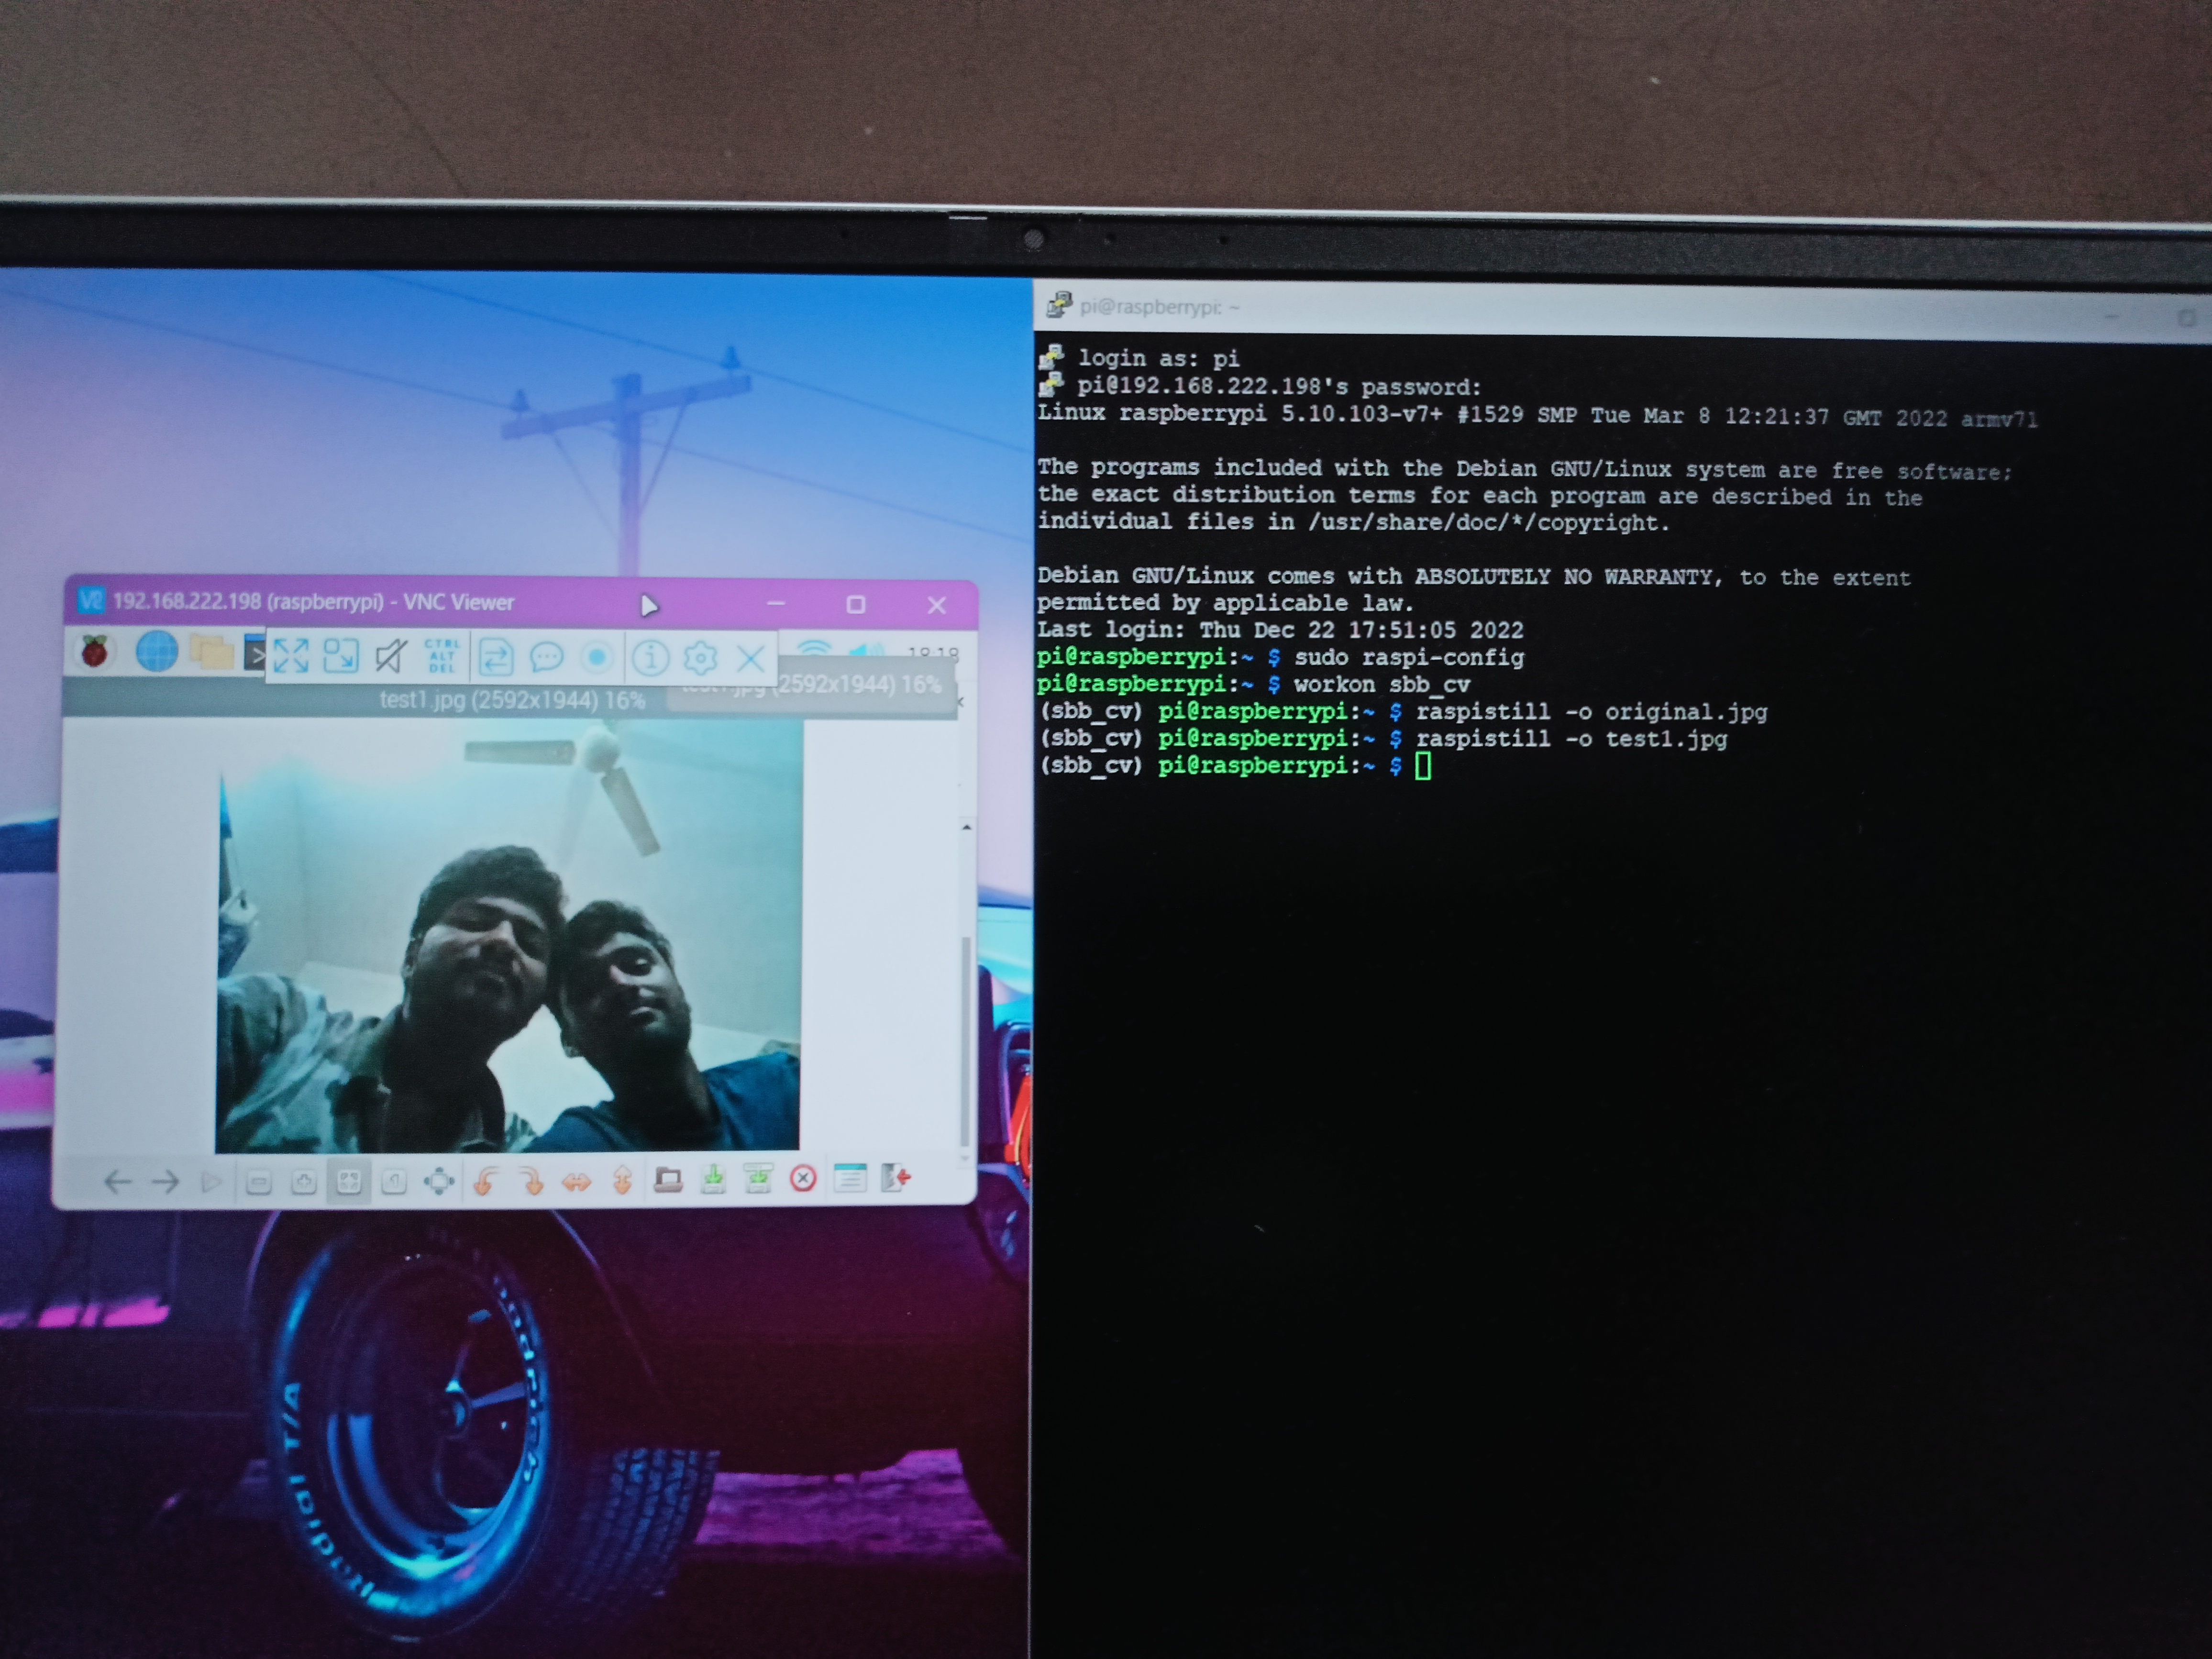 192.168.222.198 (raspberrypi) - VNC Viewer
CTRL
ALT
DEL
18:18
(2592x1944) 16%
test1.jpg (2592x1944) 16%
Radial T/A
pi@raspberrypi: ~
login as: pi
pi@192.168.222.198's password:
Linux raspberrypi 5.10.103-v7+ #1529 SMP Tue Mar 8 12:21:37 GMT 2022 armv7l
The programs included with the Debian GNU/Linux system are free software;
the exact distribution terms for each program are described in the
individual files in /usr/share/doc/*/copyright.
Debian GNU/Linux comes with ABSOLUTELY NO WARRANTY, to the extent
permitted by applicable law.
Last login: Thu Dec 22 17:51:05 2022
pi@raspberrypi:~ $ sudo raspi-config
pi@raspberrypi:~ $ workon sbb_cv
(sbb_cv) pi@raspberrypi:~ $ raspistill -o original.jpg
(sbb_cv) pi@raspberrypi:~ $ raspistill -o test1.jpg
(sbb_cv) pi@raspberrypi:~ $